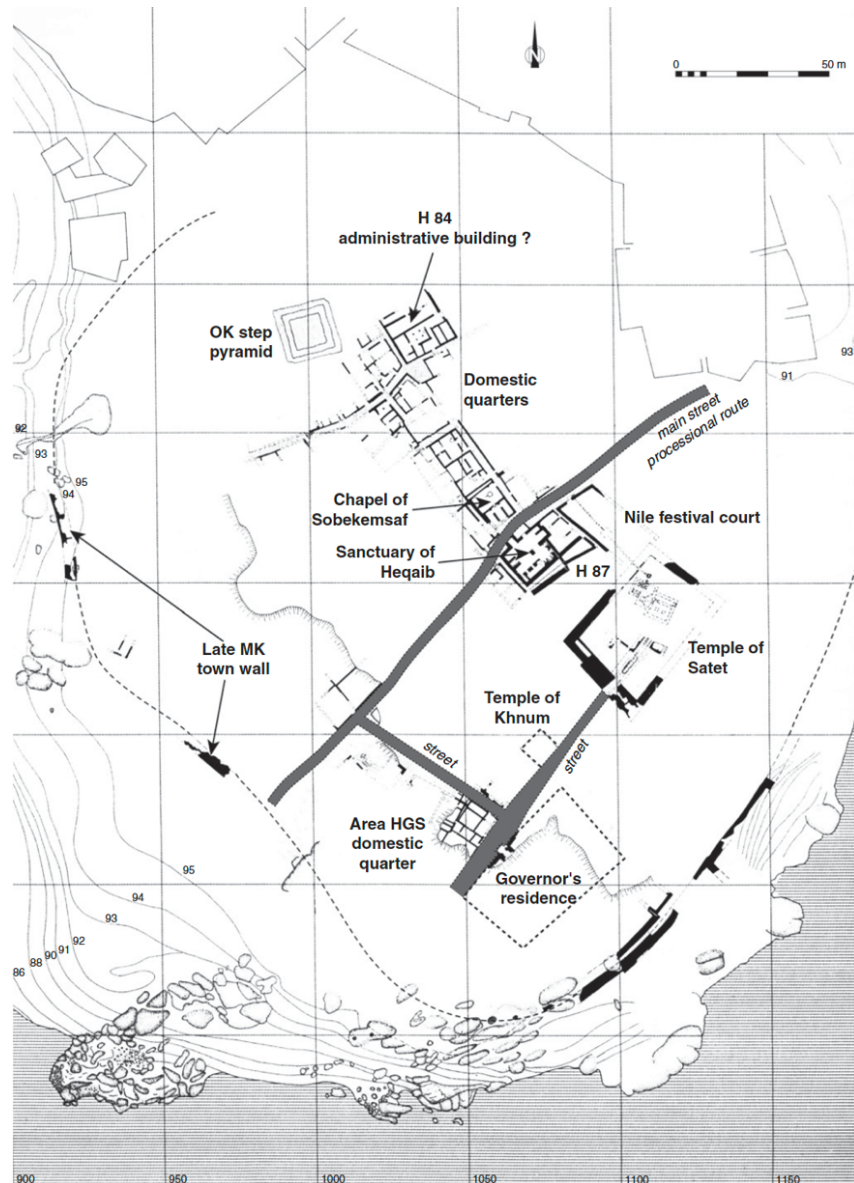 N
0 50 m
H 84
administrative building ?
OK step
pyramid
Domestic
quarters
93
91
main street
processional route
92
93
95
94
Chapel of
Sobekemsaf
Nile festival court
Sanctuary of
Heqaib
H 87
Late MK
town wall
Temple of
Satet
Temple of
Khnum
street
street
Area HGS
domestic
quarter
95
Governor's
residence
94
93
92
91
90
88
86
900 950 1000 1050 1100 1150